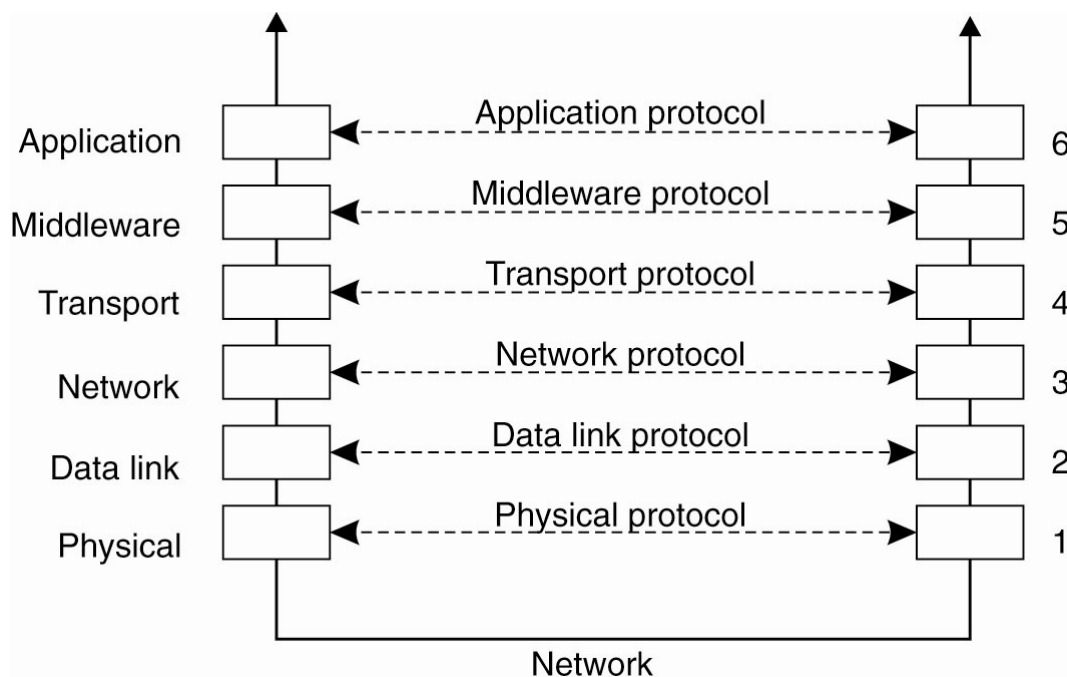 Application protocol
Application
6
Middleware protocol
Middleware
5
Transport protocol
Transport
4
Network protocol
Network
3
Data link protocol
Data link
2
Physical protocol
Physical
1
Network